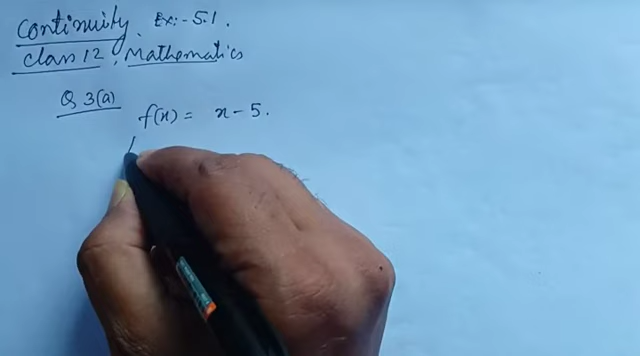 Continuity. Ex:- 5.1.
Class 12, Mathematics
Q 3(a)
f(x) = x - 5.